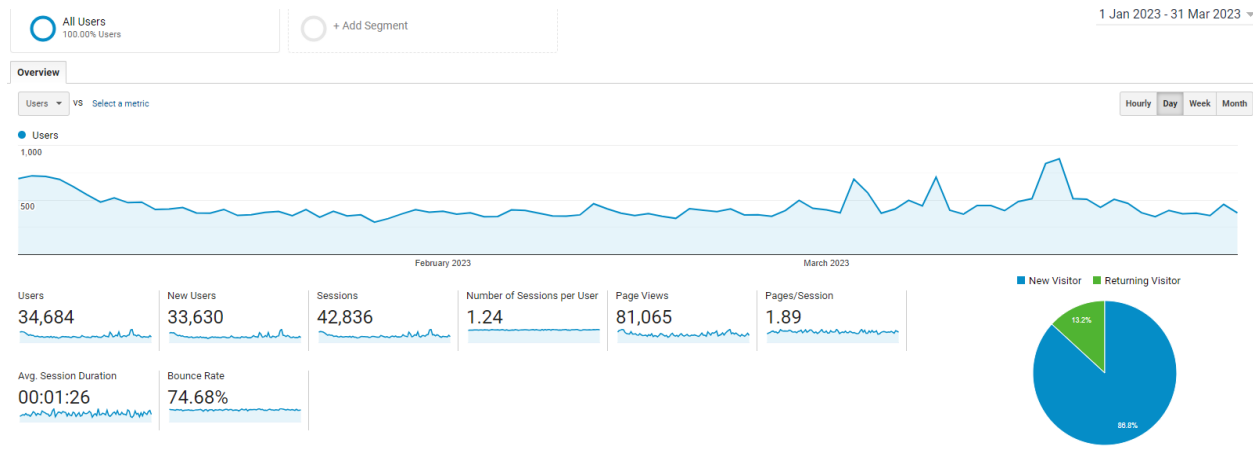 All Users
100.00% Users
+ Add Segment
1 Jan 2023 - 31 Mar 2023
Overview
Users
VS
Select a metric
Hourly
Day
Week
Month
Users
1,000
500
February 2023
March 2023
New Visitor
Returning Visitor
Users
34,684
New Users
33,630
Sessions
42,836
Number of Sessions per User
1.24
Page Views
81,065
Pages/Session
1.89
13.2%
86.8%
Avg. Session Duration
00:01:26
Bounce Rate
74.68%